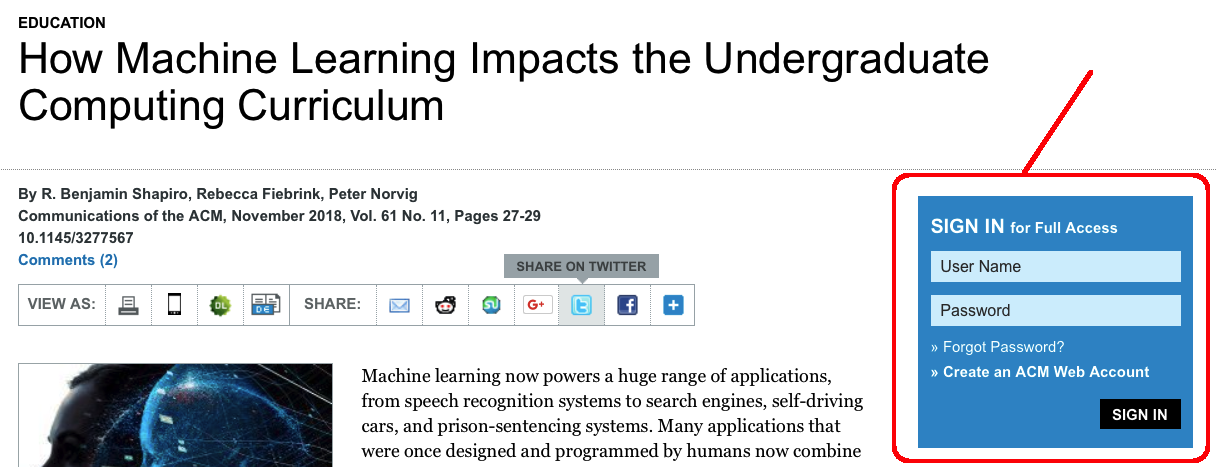 EDUCATION
How Machine Learning Impacts the Undergraduate
Computing Curriculum
By R. Benjamin Shapiro, Rebecca Fiebrink, Peter Norvig
Communications of the ACM, November 2018, Vol. 61 No. 11, Pages 27-29
10.1145/3277567
Comments (2)
SHARE ON TWITTER
VIEW AS:
DL
DE
SHARE:
G+
SIGN IN for Full Access
User Name
Password
» Forgot Password?
» Create an ACM Web Account
SIGN IN
Machine learning now powers a huge range of applications,
from speech recognition systems to search engines, self-driving
cars, and prison-sentencing systems. Many applications that
were once designed and programmed by humans now combine